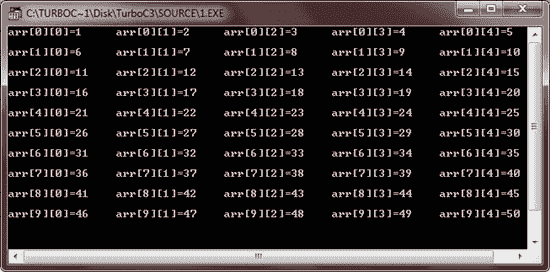 C:\TURBOC~1\Disk\TurboC3\SOURCE\1.EXE
arr[0][0]=1 arr[0][1]=2 arr[0][2]=3 arr[0][3]=4 arr[0][4]=5
arr[1][0]=6 arr[1][1]=7 arr[1][2]=8 arr[1][3]=9 arr[1][4]=10
arr[2][0]=11 arr[2][1]=12 arr[2][2]=13 arr[2][3]=14 arr[2][4]=15
arr[3][0]=16 arr[3][1]=17 arr[3][2]=18 arr[3][3]=19 arr[3][4]=20
arr[4][0]=21 arr[4][1]=22 arr[4][2]=23 arr[4][3]=24 arr[4][4]=25
arr[5][0]=26 arr[5][1]=27 arr[5][2]=28 arr[5][3]=29 arr[5][4]=30
arr[6][0]=31 arr[6][1]=32 arr[6][2]=33 arr[6][3]=34 arr[6][4]=35
arr[7][0]=36 arr[7][1]=37 arr[7][2]=38 arr[7][3]=39 arr[7][4]=40
arr[8][0]=41 arr[8][1]=42 arr[8][2]=43 arr[8][3]=44 arr[8][4]=45
arr[9][0]=46 arr[9][1]=47 arr[9][2]=48 arr[9][3]=49 arr[9][4]=50